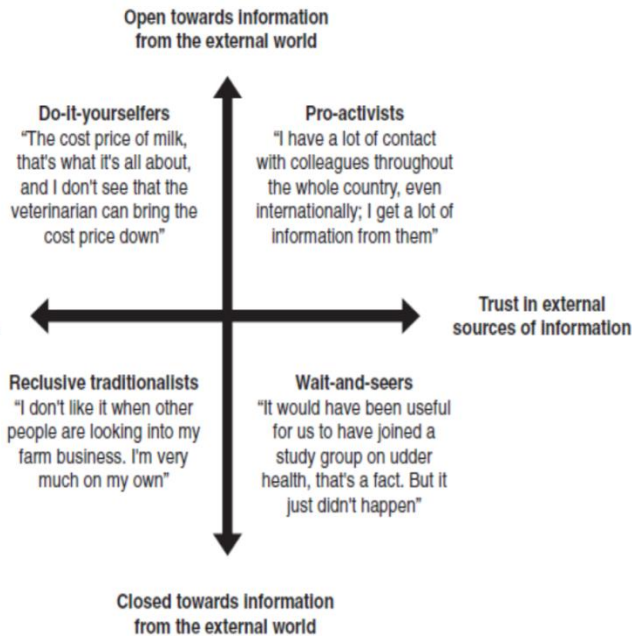 Open towards information
from the external world
Do-it-yourselfers
"The cost price of milk,
that's what it's all about,
and I don't see that the
veterinarian can bring the
cost price down"
Pro-activists
"I have a lot of contact
with colleagues throughout
the whole country, even
internationally; I get a lot of
information from them"
Trust in external
sources of information
Reclusive traditionalists
"I don't like it when other
people are looking into my
farm business. I'm very
much on my own"
Wait-and-seers
"It would have been useful
for us to have joined a
study group on udder
health, that's a fact. But it
just didn't happen"
Closed towards information
from the external world